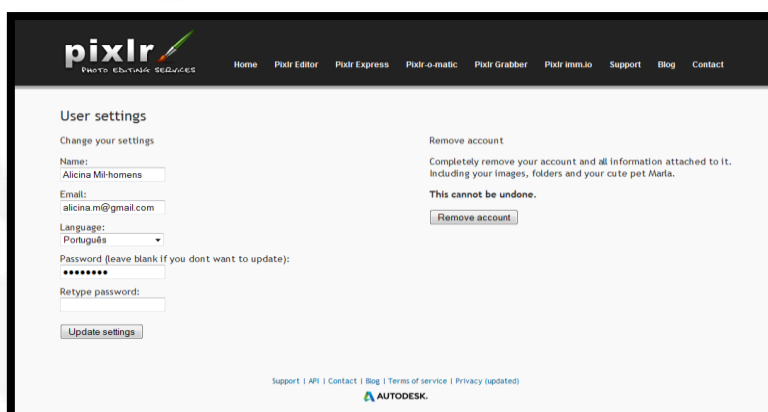 pixlr
PHOTO EDITING SERVICES
Home Pixlr Editor Pixlr Express Pixlr-o-matic Pixlr Grabber Pixlr imm.io Support Blog Contact
User settings
Change your settings
Name:
Alicina Mil-homens
Email:
alicina.m@gmail.com
Language:
Português
Password (leave blank if you dont want to update):
••••••••
Retype password:
Update settings
Remove account
Completely remove your account and all information attached to it.
Including your images, folders and your cute pet Marla.
This cannot be undone.
Remove account
Support | API | Contact | Blog | Terms of service | Privacy (updated)
AUTODESK.